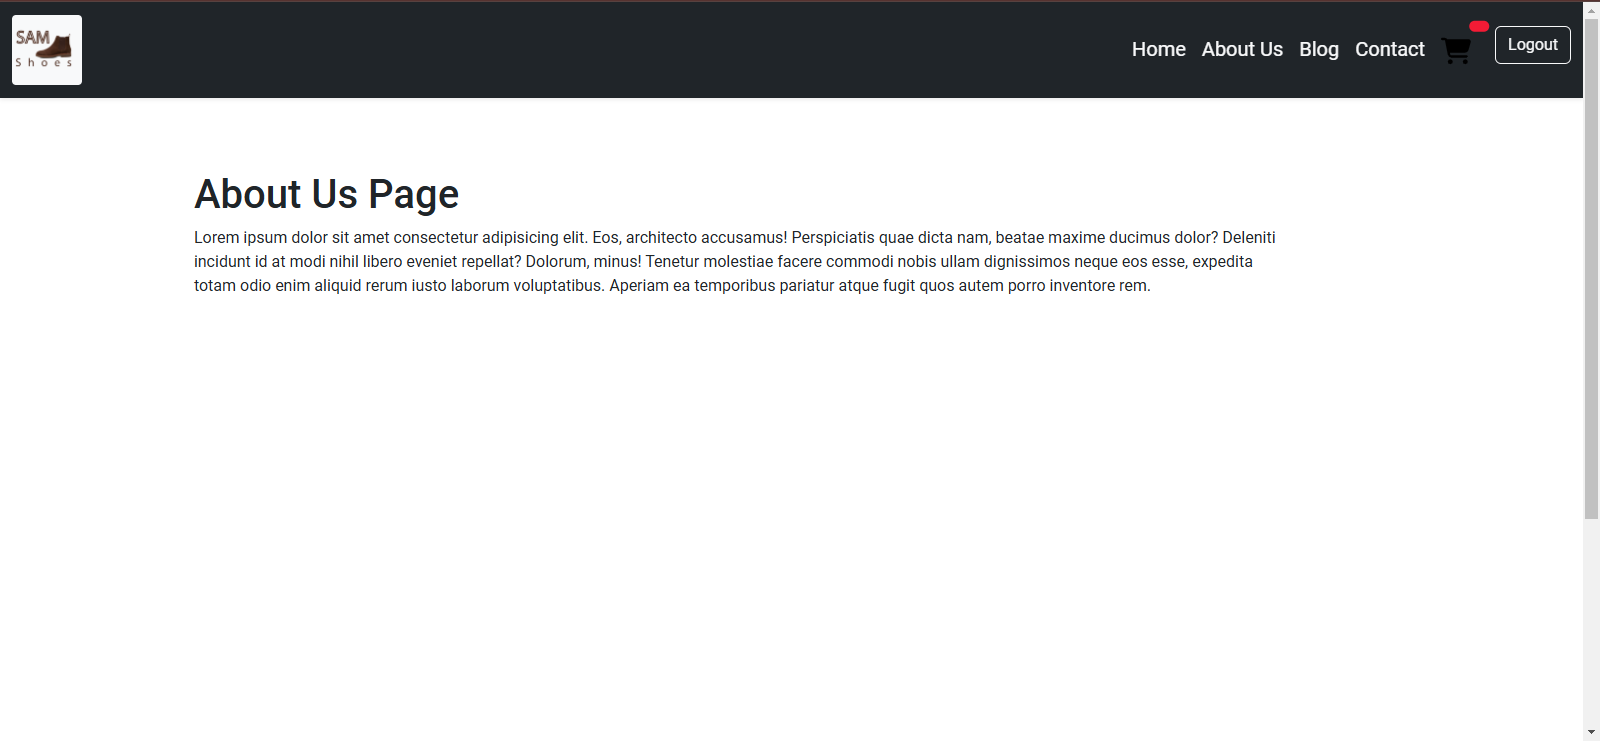 SAM
Shoes
Home About Us Blog Contact Logout
About Us Page
Lorem ipsum dolor sit amet consectetur adipisicing elit. Eos, architecto accusamus! Perspiciatis quae dicta nam, beatae maxime ducimus dolor? Deleniti
incidunt id at modi nihil libero eveniet repellat? Dolorum, minus! Tenetur molestiae facere commodi nobis ullam dignissimos neque eos esse, expedita
totam odio enim aliquid rerum iusto laborum voluptatibus. Aperiam ea temporibus pariatur atque fugit quos autem porro inventore rem.